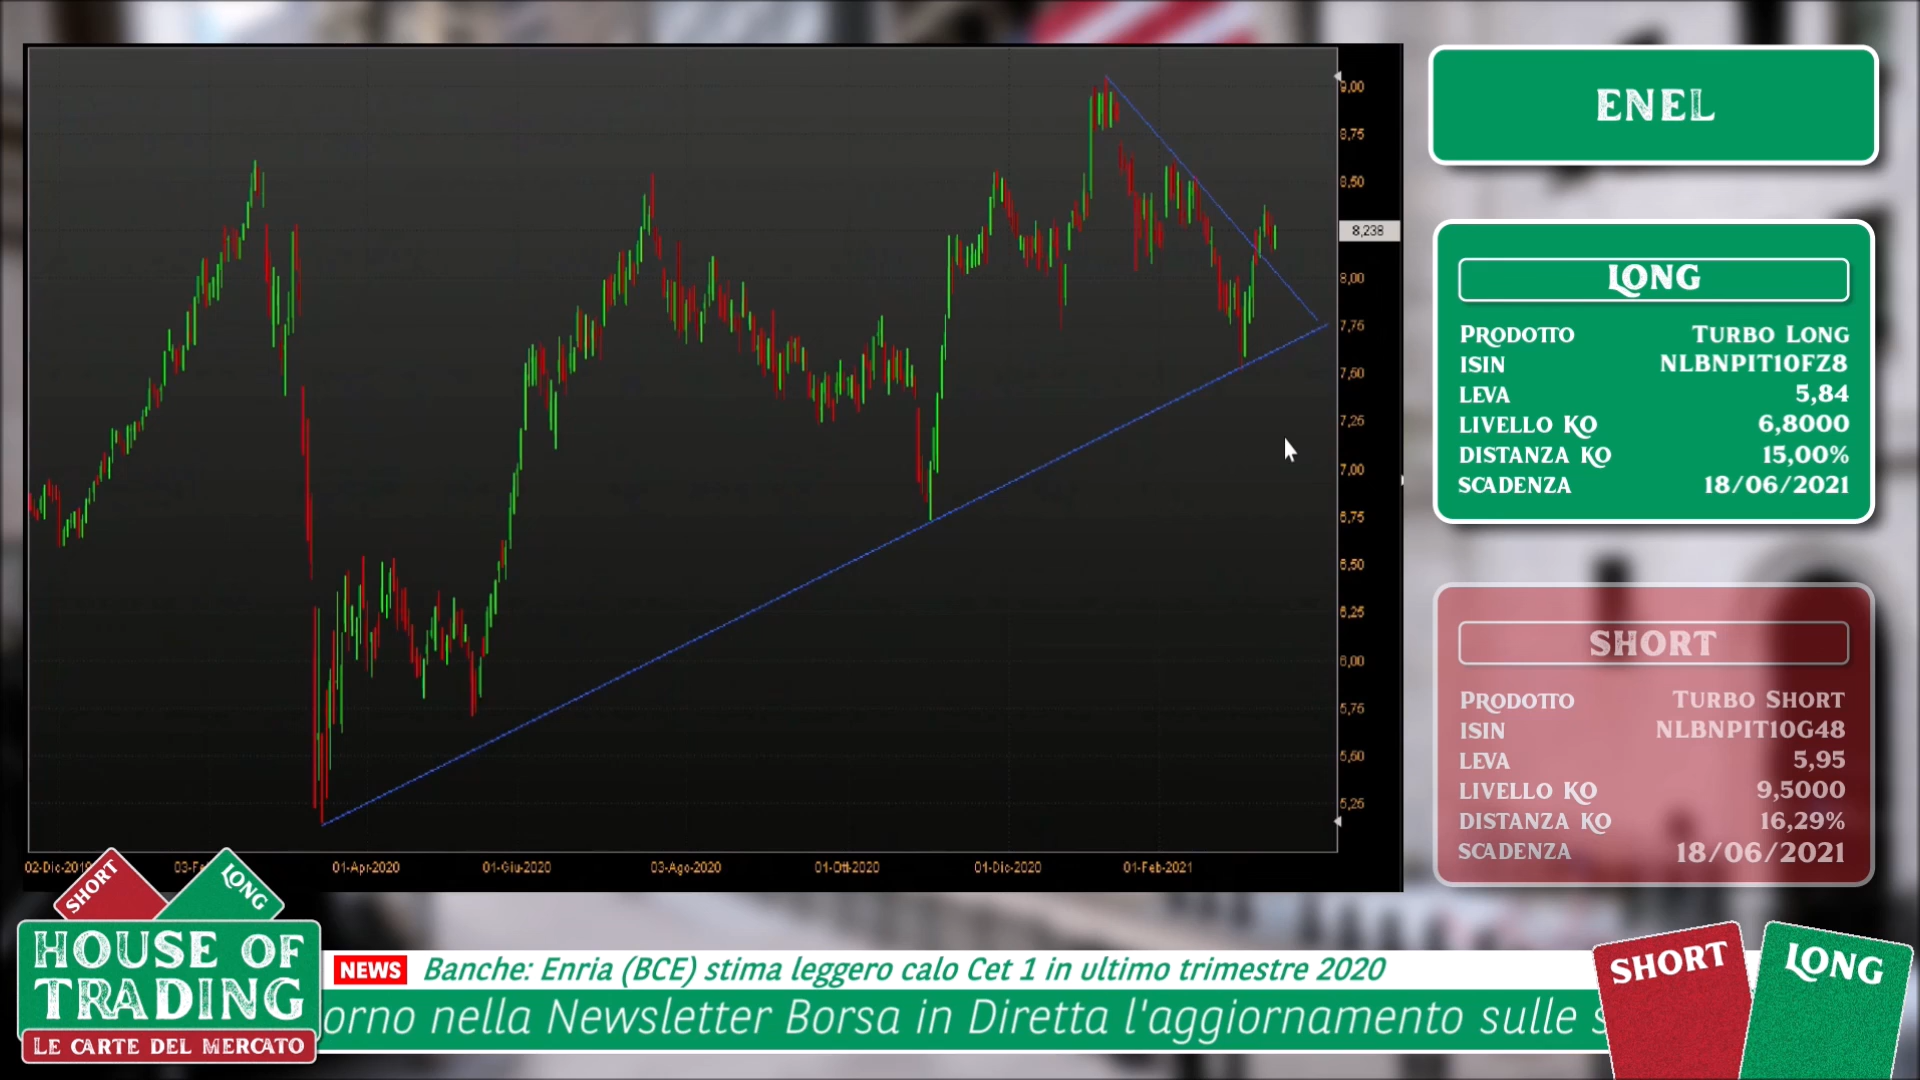 ENEL
9,00
8,75
8,50
8,238
8,00
7,75
7,50
7,25
7,00
6,75
6,50
6,25
6,00
5,75
5,50
5,25
02-Dic-2019
01-Apr-2020
01-Giu-2020
03-Ago-2020
01-Ott-2020
01-Dic-2020
01-Feb-2021
LONG
PRODOTTO TURBO LONG
ISIN NLBNPIT10FZ8
LEVA 5,84
LIVELLO KO 6,8000
DISTANZA KO 15,00%
SCADENZA 18/06/2021
SHORT
PRODOTTO TURBO SHORT
ISIN NLBNPIT10G48
LEVA 5,95
LIVELLO KO 9,5000
DISTANZA KO 16,29%
SCADENZA 18/06/2021
SHORT
LONG
HOUSE OF
TRADING
LE CARTE DEL MERCATO
NEWS Banche: Enria (BCE) stima leggero calo Cet 1 in ultimo trimestre 2020
orno nella Newsletter Borsa in Diretta l'aggiornamento sulle s
SHORT
LONG